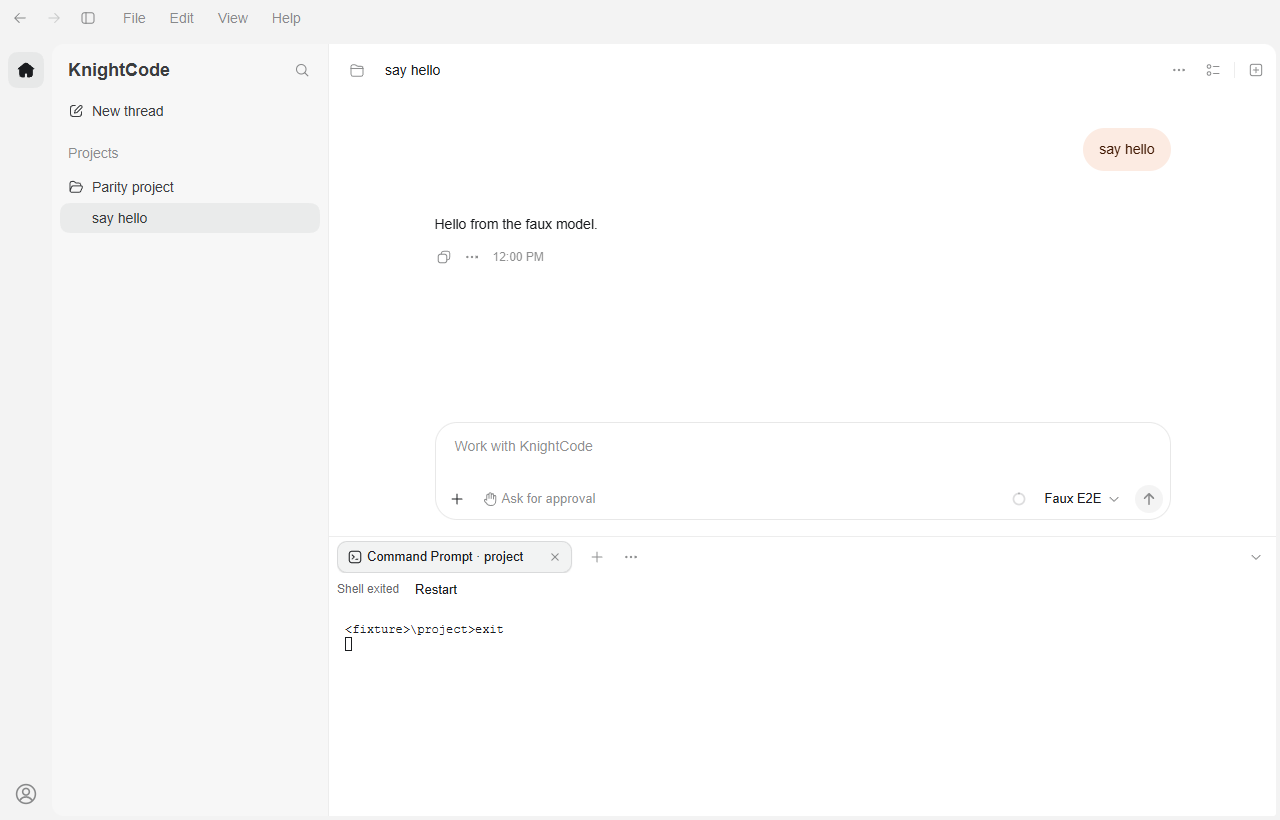 File Edit View Help
KnightCode
New thread
Projects
Parity project
say hello
say hello
say hello
Hello from the faux model.
12:00 PM
Work with KnightCode
Ask for approval
Faux E2E
Command Prompt · project
Shell exited Restart
<fixture>\project>exit